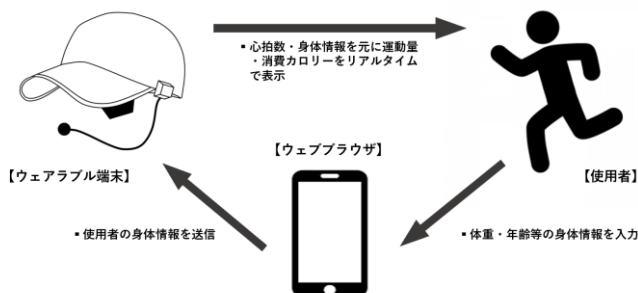 ▪ 心拍数・身体情報を元に運動量
・消費カロリーをリアルタイム
で表示
【ウェアラブル端末】
【ウェブブラウザ】
【使用者】
▪ 使用者の身体情報を送信
▪ 体重・年齢等の身体情報を入力